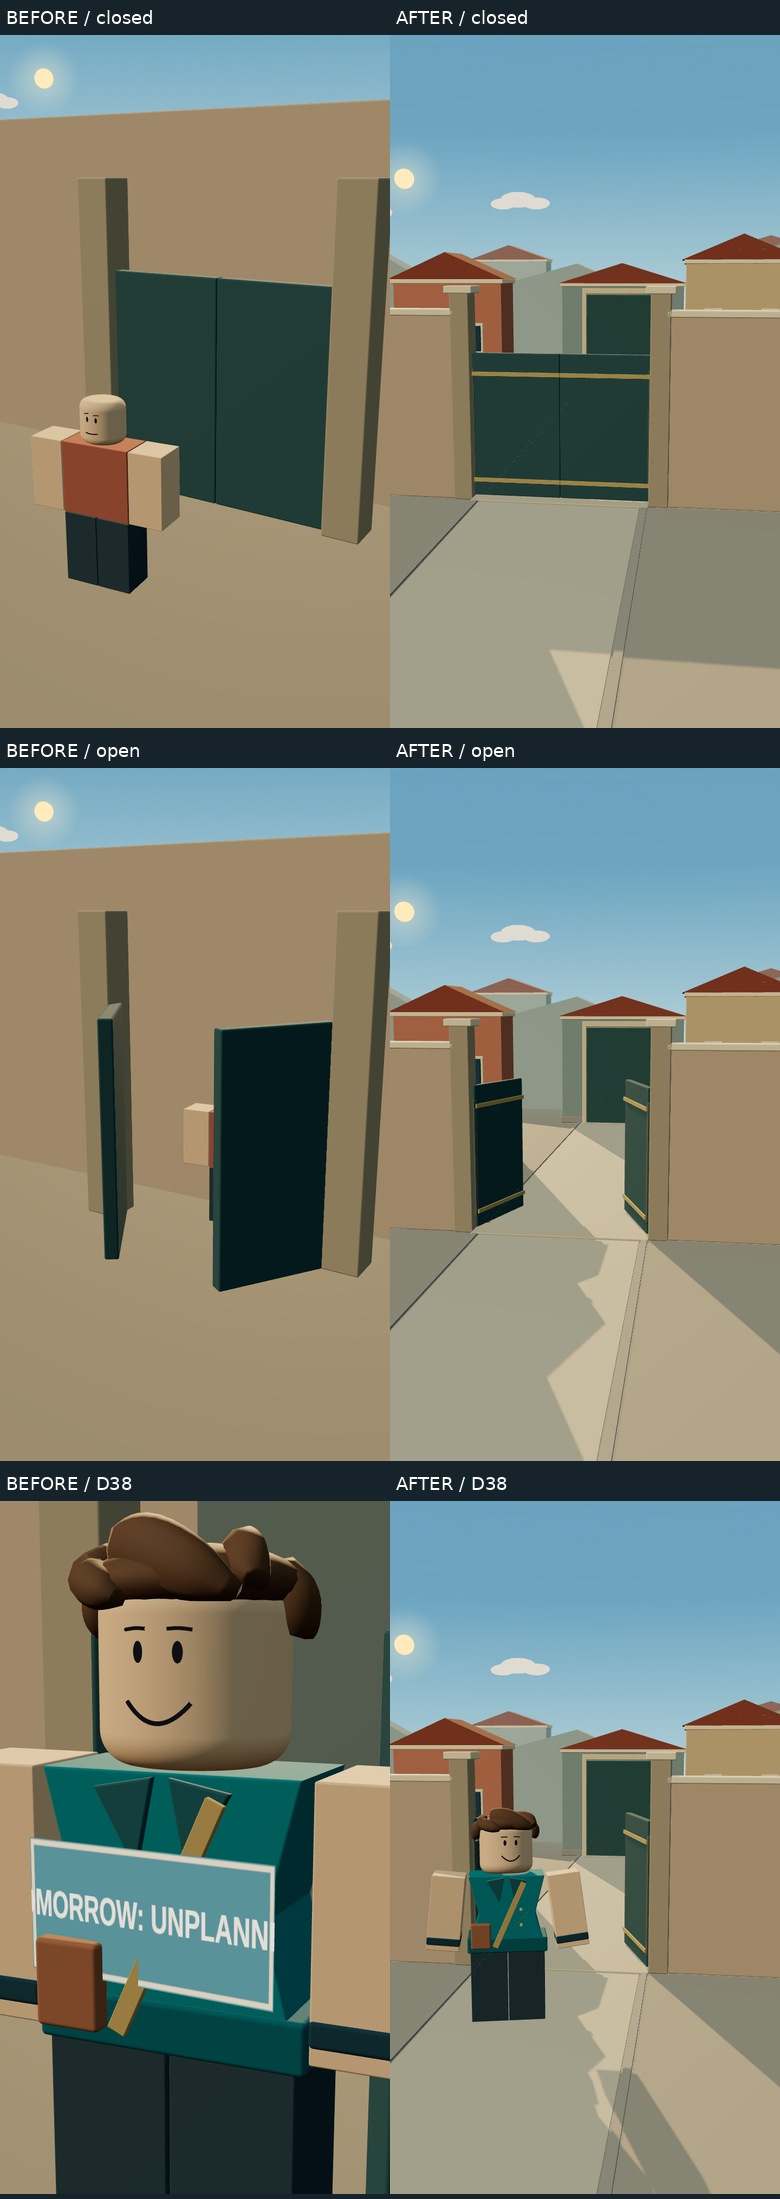 BEFORE / closed
AFTER / closed
BEFORE / open
AFTER / open
BEFORE / D38
AFTER / D38
MORROW: UNPLANN